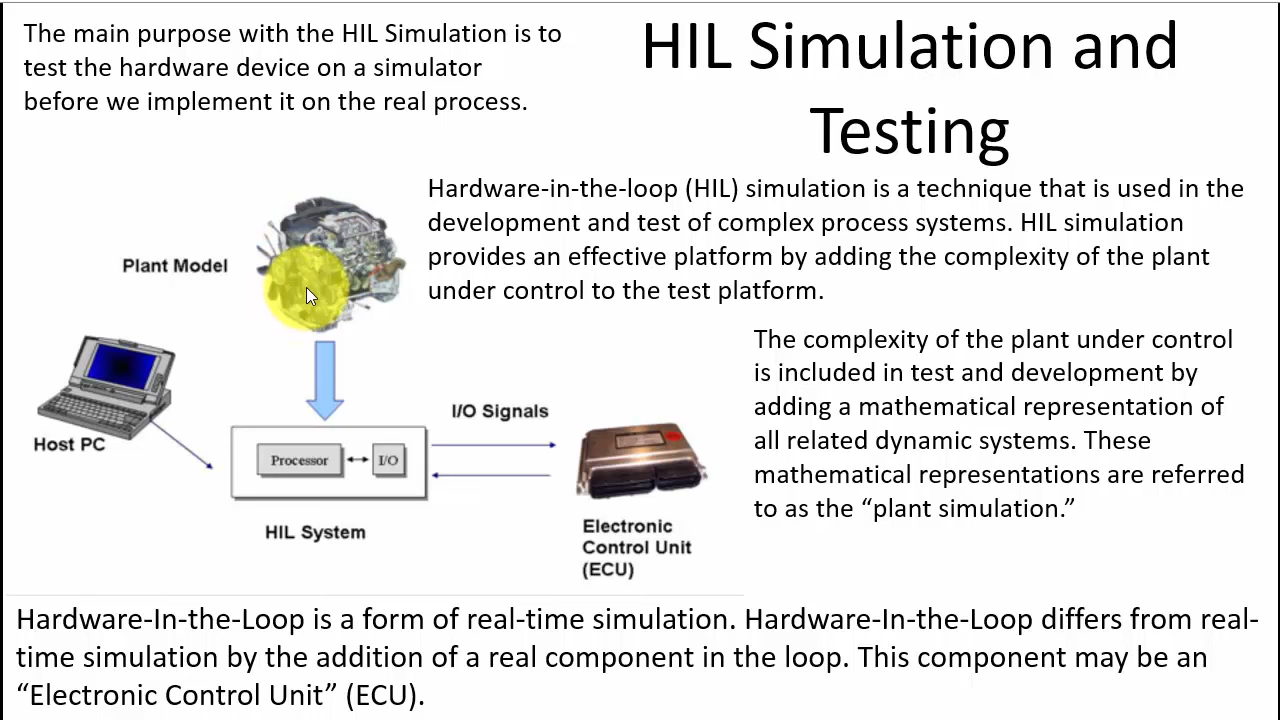 The main purpose with the HIL Simulation is to
test the hardware device on a simulator
before we implement it on the real process.
HIL Simulation and
Testing
Hardware-in-the-loop (HIL) simulation is a technique that is used in the
development and test of complex process systems. HIL simulation
provides an effective platform by adding the complexity of the plant
under control to the test platform.
Plant Model
The complexity of the plant under control
is included in test and development by
adding a mathematical representation of
all related dynamic systems. These
mathematical representations are referred
to as the “plant simulation.”
Host PC
I/O Signals
Processor
I/O
HIL System
Electronic
Control Unit
(ECU)
Hardware-In-the-Loop is a form of real-time simulation. Hardware-In-the-Loop differs from real-
time simulation by the addition of a real component in the loop. This component may be an
“Electronic Control Unit” (ECU).